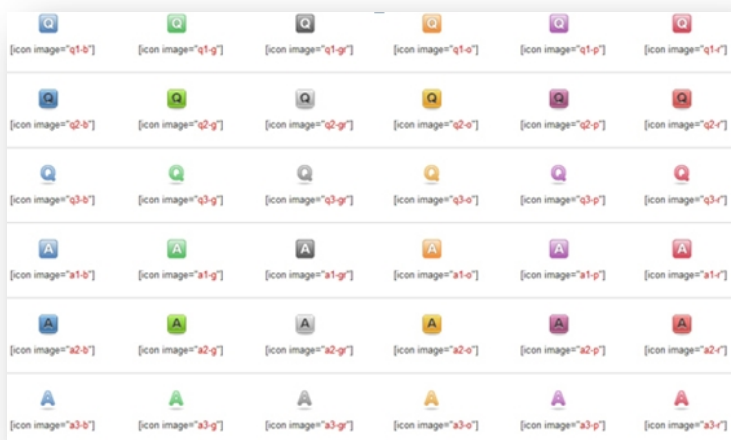 Q Q Q Q Q Q
[icon image="q1-b"] [icon image="q1-g"] [icon image="q1-gr"] [icon image="q1-o"] [icon image="q1-p"] [icon image="q1-r"]
Q Q Q Q Q Q
[icon image="q2-b"] [icon image="q2-g"] [icon image="q2-gr"] [icon image="q2-o"] [icon image="q2-p"] [icon image="q2-r"]
Q Q Q Q Q Q
[icon image="q3-b"] [icon image="q3-g"] [icon image="q3-gr"] [icon image="q3-o"] [icon image="q3-p"] [icon image="q3-r"]
A A A A A A
[icon image="a1-b"] [icon image="a1-g"] [icon image="a1-gr"] [icon image="a1-o"] [icon image="a1-p"] [icon image="a1-r"]
A A A A A A
[icon image="a2-b"] [icon image="a2-g"] [icon image="a2-gr"] [icon image="a2-o"] [icon image="a2-p"] [icon image="a2-r"]
A A A A A A
[icon image="a3-b"] [icon image="a3-g"] [icon image="a3-gr"] [icon image="a3-o"] [icon image="a3-p"] [icon image="a3-r"]